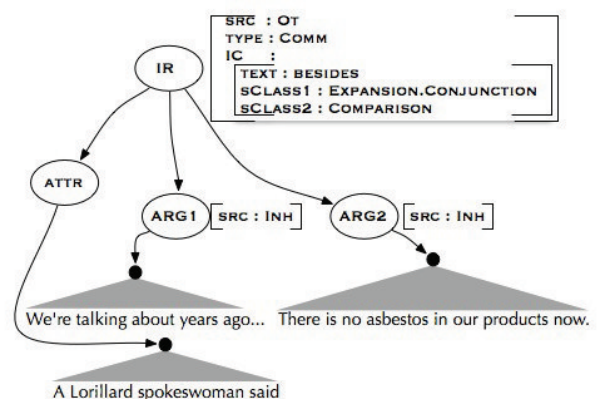 SRC : OT
TYPE : COMM
IC :
TEXT : BESIDES
SCLASS1 : EXPANSION.CONJUNCTION
SCLASS2 : COMPARISON
IR
ATTR
ARG1 SRC : INH ARG2 SRC : INH
We're talking about years ago... There is no asbestos in our products now.
A Lorillard spokeswoman said